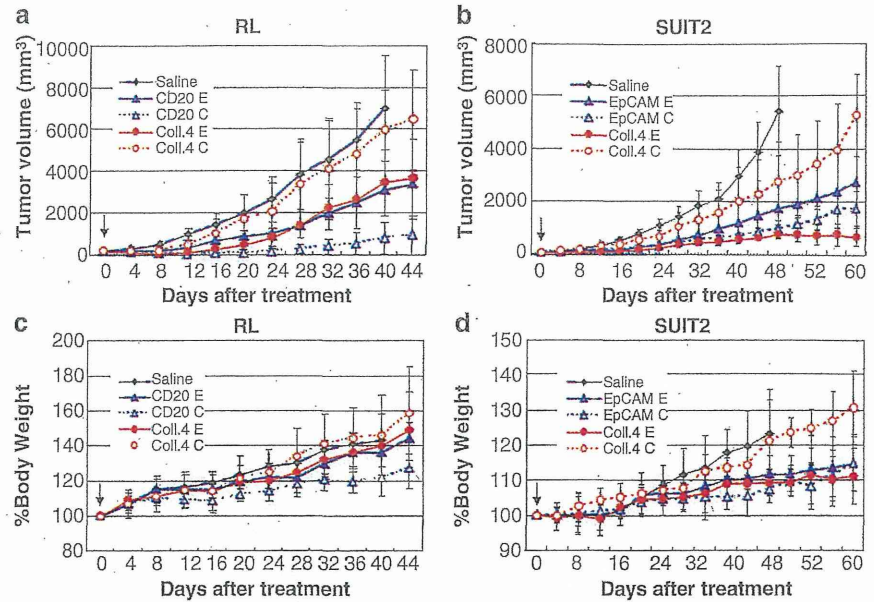 a
RL
Tumor volume (mm³)
10000
8000
6000
4000
2000
0
Saline
CD20 E
CD20 C
Coll.4 E
Coll.4 C
0 4 8 12 16 20 24 28 32 36 40 44
Days after treatment
b
SUIT2
Tumor volume (mm³)
8000
6000
4000
2000
0
Saline
EpCAM E
EpCAM C
Coll.4 E
Coll.4 C
0 8 16 24 32 40 48 52 60
Days after treatment
c
RL
%Body Weight
200
180
160
140
120
100
80
Saline
CD20 E
CD20 C
Coll.4 E
Coll.4 C
0 4 8 12 16 20 24 28 32 36 40 44
Days after treatment
d
SUIT2
%Body Weight
150
140
130
120
110
100
90
Saline
EpCAM E
EpCAM C
Coll.4 E
Coll.4 C
0 8 16 24 32 40 48 52 60
Days after treatment